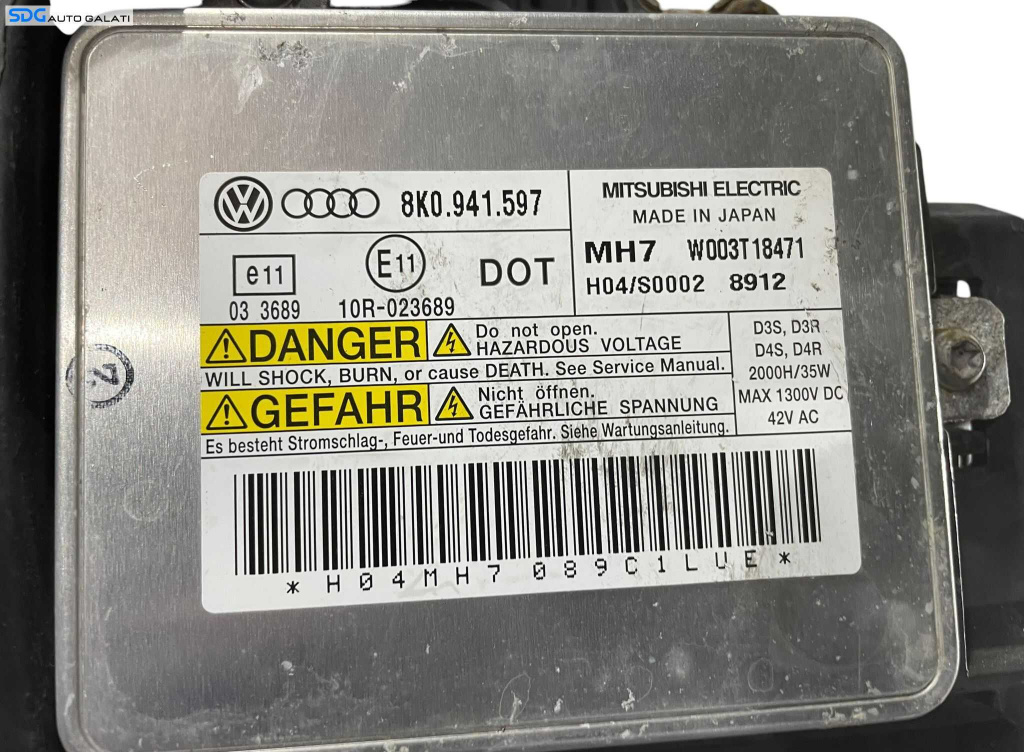 SDG AUTO GALATI
8K0.941.597
MITSUBISHI ELECTRIC
MADE IN JAPAN
MH7 W003T18471
H04/S0002 8912
e11
E11
DOT
03 3689
10R-023689
DANGER
Do not open.
HAZARDOUS VOLTAGE
WILL SHOCK, BURN, or cause DEATH. See Service Manual.
GEFAHR
Nicht öffnen.
GEFÄHRLICHE SPANNUNG
Es besteht Stromschlag-, Feuer-und Todesgefahr. Siehe Wartungsanleitung.
D3S, D3R
D4S, D4R
2000H/35W
MAX 1300V DC
42V AC
*H04MH7089C1LUE*